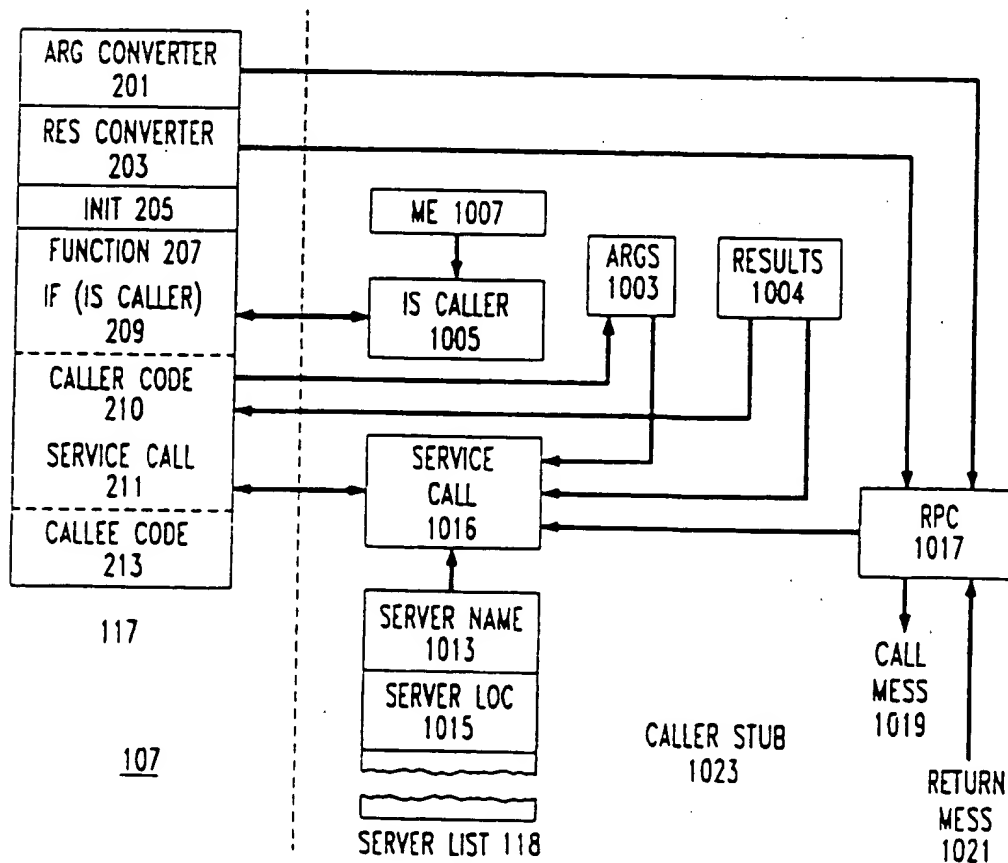 ARG CONVERTER
201
RES CONVERTER
203
INIT 205
FUNCTION 207
IF (IS CALLER)
209
CALLER CODE
210
SERVICE CALL
211
CALLEE CODE
213
117
107
ME 1007
IS CALLER
1005
ARGS
1003
RESULTS
1004
SERVICE
CALL
1016
SERVER NAME
1013
SERVER LOC
1015
SERVER LIST 118
RPC
1017
CALL
MESS
1019
CALLER STUB
1023
RETURN
MESS
1021